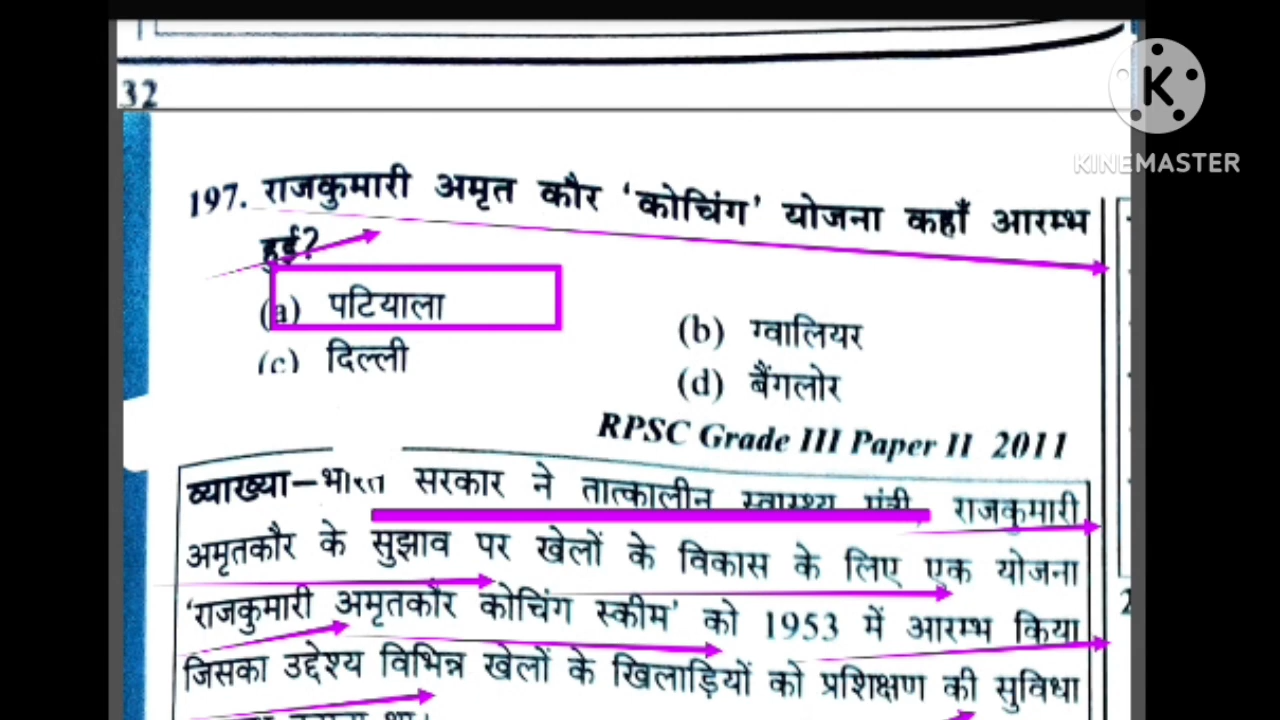 32
K
KINEMASTER
197. राजकुमारी अमृत कौर 'कोचिंग' योजना कहाँ आरम्भ
हुई?
(a) पटियाला
(b) ग्वालियर
(c) दिल्ली
(d) बैंगलोर
RPSC Grade III Paper II 2011
व्याख्या–भारत सरकार ने तात्कालीन स्वास्थ्य मंत्री, राजकुमारी
अमृतकौर के सुझाव पर खेलों के विकास के लिए एक योजना
'राजकुमारी अमृतकौर कोचिंग स्कीम' को 1953 में आरम्भ किया
जिसका उद्देश्य विभिन्न खेलों के खिलाड़ियों को प्रशिक्षण की सुविधा